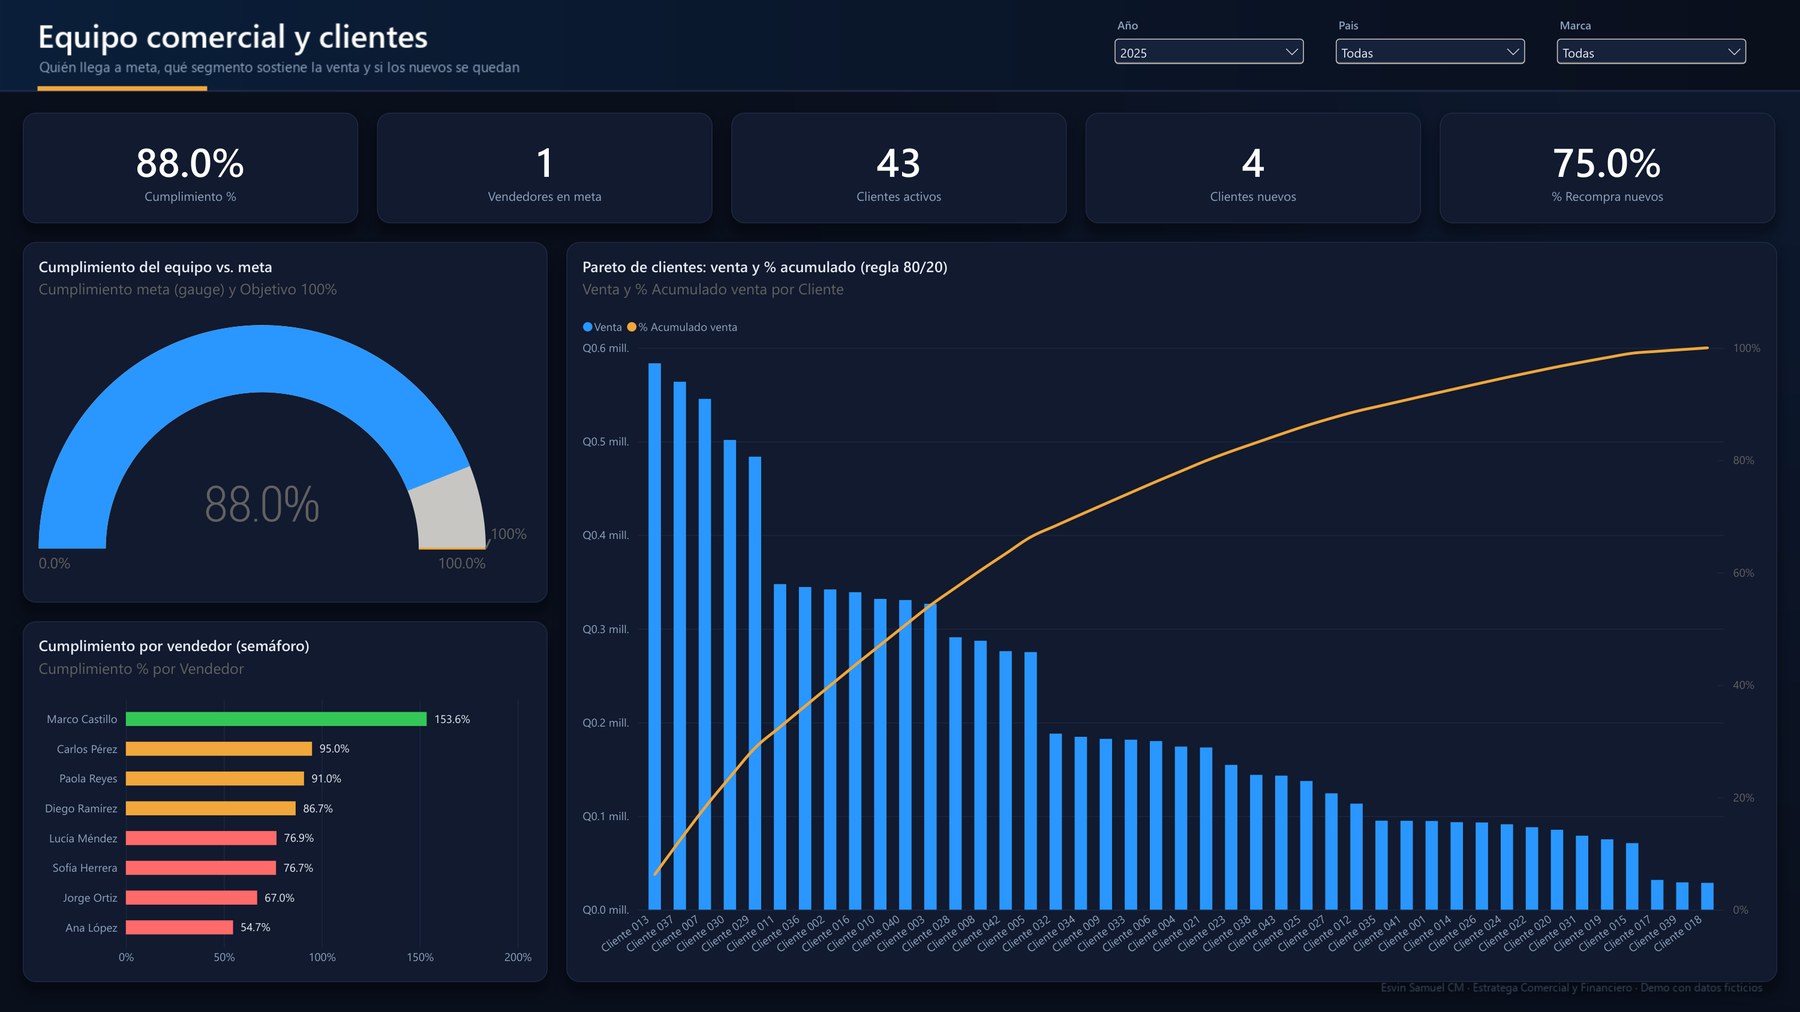 Equipo comercial y clientes
Quién llega a meta, qué segmento sostiene la venta y si los nuevos se quedan
Año
2025
Pais
Todas
Marca
Todas
88.0%
Cumplimiento %
1
Vendedores en meta
43
Clientes activos
4
Clientes nuevos
75.0%
% Recompra nuevos
Cumplimiento del equipo vs. meta
Cumplimiento meta (gauge) y Objetivo 100%
88.0%
100%
0.0%
100.0%
Cumplimiento por vendedor (semáforo)
Cumplimiento % por Vendedor
Marco Castillo 153.6%
Carlos Pérez 95.0%
Paola Reyes 91.0%
Diego Ramírez 86.7%
Lucía Méndez 76.9%
Sofía Herrera 76.7%
Jorge Ortiz 67.0%
Ana López 54.7%
0% 50% 100% 150% 200%
Pareto de clientes: venta y % acumulado (regla 80/20)
Venta y % Acumulado venta por Cliente
Venta % Acumulado venta
Q0.6 mill. 100%
Q0.5 mill.
80%
Q0.4 mill.
60%
Q0.3 mill.
40%
Q0.2 mill.
20%
Q0.1 mill.
Q0.0 mill. 0%
Cliente 013
Cliente 037
Cliente 007
Cliente 030
Cliente 029
Cliente 011
Cliente 036
Cliente 002
Cliente 016
Cliente 010
Cliente 040
Cliente 003
Cliente 028
Cliente 008
Cliente 042
Cliente 005
Cliente 032
Cliente 034
Cliente 009
Cliente 033
Cliente 006
Cliente 004
Cliente 021
Cliente 023
Cliente 038
Cliente 043
Cliente 025
Cliente 027
Cliente 012
Cliente 035
Cliente 041
Cliente 001
Cliente 014
Cliente 026
Cliente 024
Cliente 022
Cliente 020
Cliente 031
Cliente 019
Cliente 015
Cliente 017
Cliente 039
Cliente 018
Esvin Samuel CM · Estratega Comercial y Financiero · Demo con datos ficticios